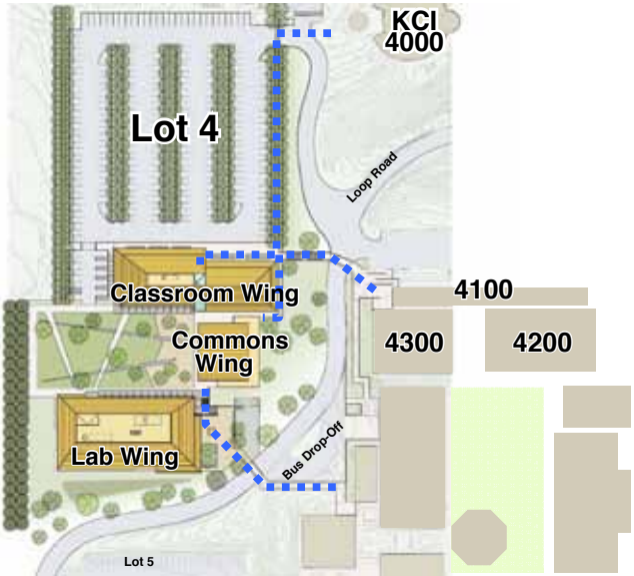 KCI
4000
Lot 4
Loop Road
Classroom Wing
4100
Commons
Wing
4300
4200
Lab Wing
Bus Drop-Off
Lot 5